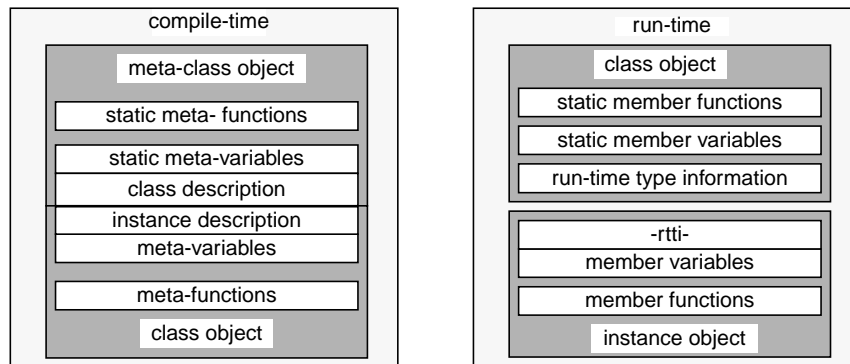 compile-time
meta-class object
static meta- functions
static meta-variables
class description
instance description
meta-variables
meta-functions
class object
run-time
class object
static member functions
static member variables
run-time type information
-rtti-
member variables
member functions
instance object